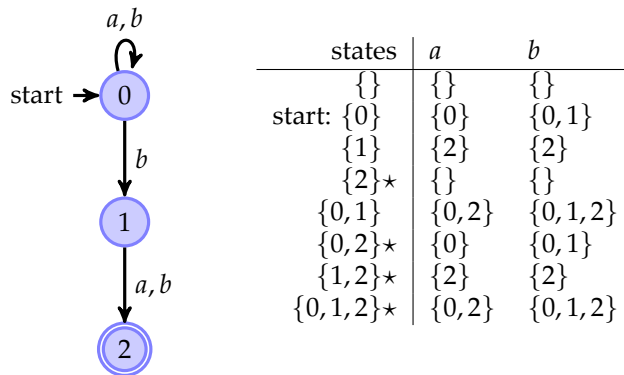 a, b
start 0
b
1
a, b
2
states a b
{} {} {}
start: {0} {0} {0, 1}
{1} {2} {2}
{2}⋆ {} {}
{0, 1} {0, 2} {0, 1, 2}
{0, 2}⋆ {0} {0, 1}
{1, 2}⋆ {2} {2}
{0, 1, 2}⋆ {0, 2} {0, 1, 2}